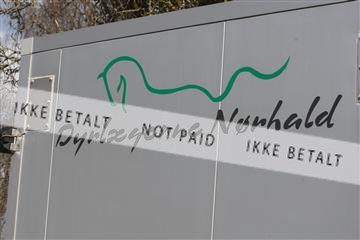 Dyrlægerne Nørhald
IKKE BETALT NOT PAID IKKE BETALT